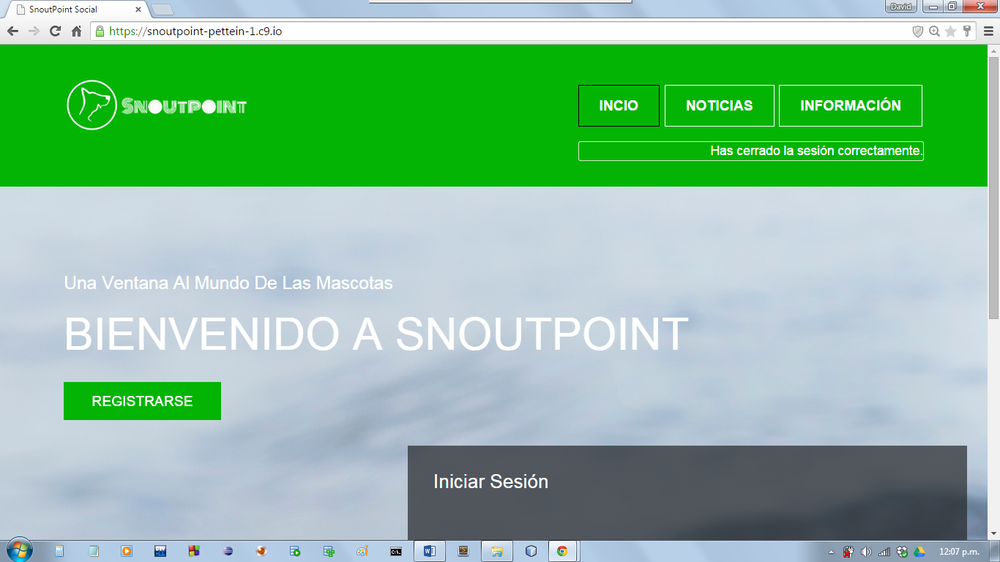 SnoutPoint Social
David
https://snoutpoint-pettein-1.c9.io
SNOUTPOINT
INCIO
NOTICIAS
INFORMACIÓN
Has cerrado la sesión correctamente.
Una Ventana Al Mundo De Las Mascotas
BIENVENIDO A SNOUTPOINT
REGISTRARSE
Iniciar Sesión
12:07 p.m.